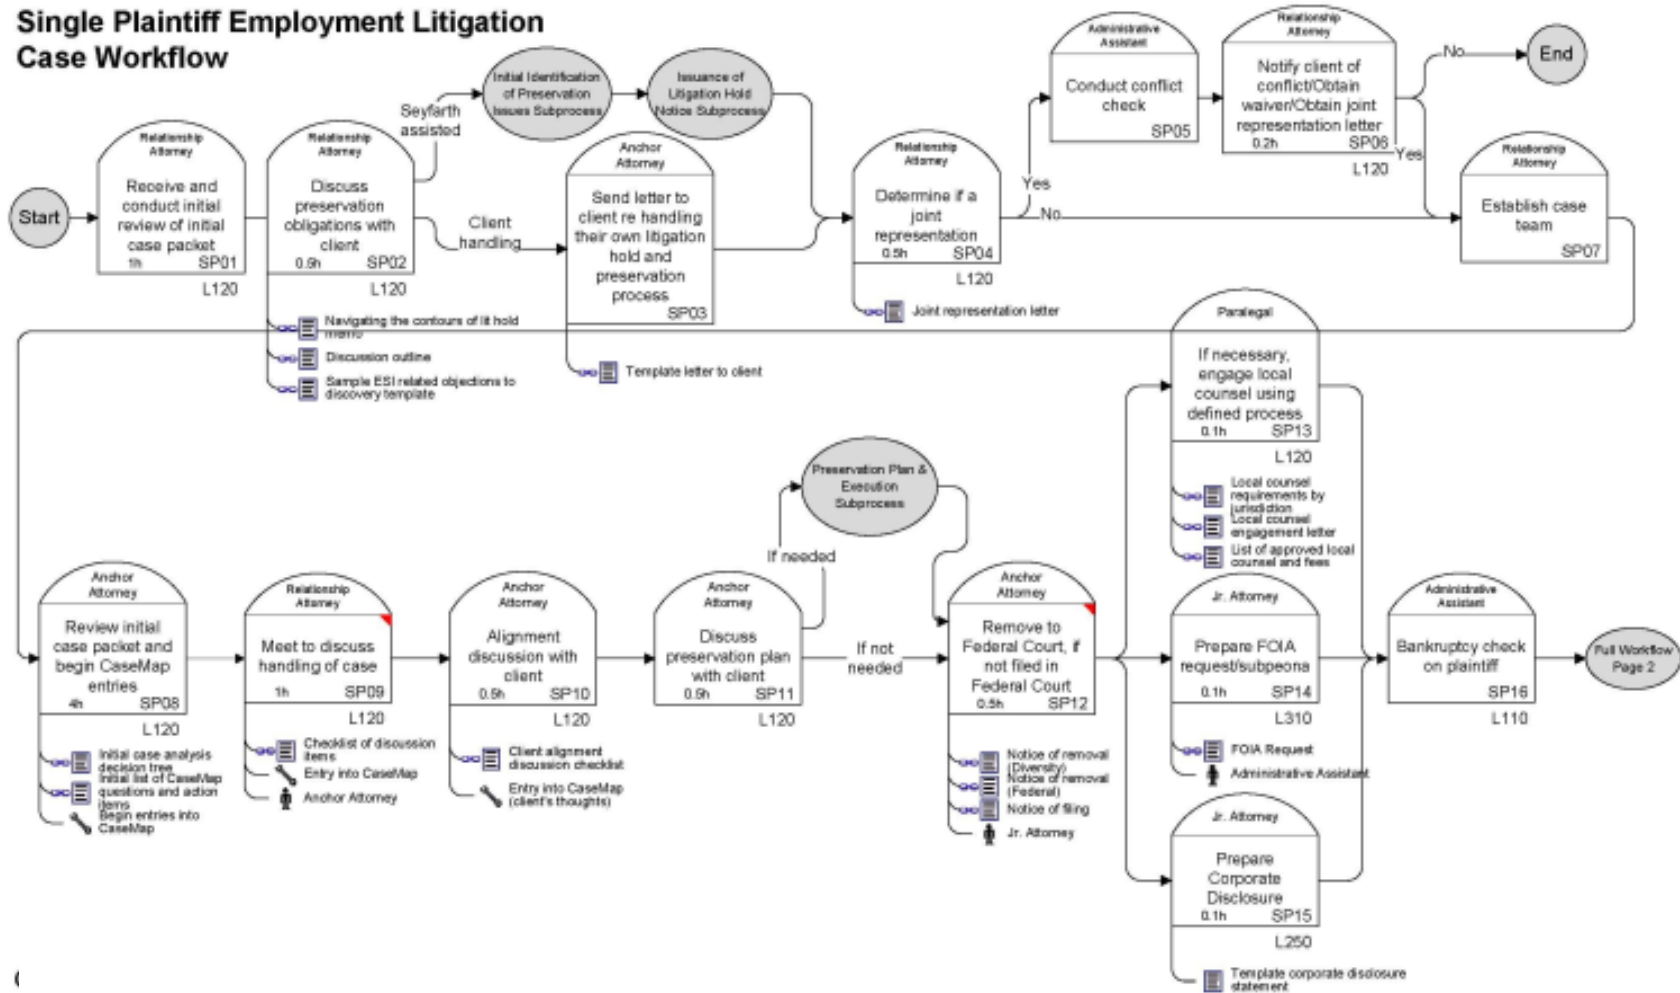 Single Plaintiff Employment Litigation
Case Workflow
Start
Relationship
Attorney
Receive and
conduct initial
review of initial
case packet
1h SP01
L120
Relationship
Attorney
Discuss
preservation
obligations with
client
0.9h SP02
L120
Navigating the contours of lit hold
memo
Discussion outline
Sample ESI related objections to
discovery template
Seyfarth
assisted
Client
handling
Initial Identification
of Preservation
Issues Subprocess
Issuance of
Litigation Hold
Notice Subprocess
Anchor
Attorney
Send letter to
client re handling
their own litigation
hold and
preservation
process
SP03
Template letter to client
Relationship
Attorney
Determine if a
joint
representation
0.5h SP04
L120
Joint representation letter
Yes
No
Administrative
Assistant
Conduct conflict
check
SP05
Relationship
Attorney
Notify client of
conflict/Obtain
waiver/Obtain joint
representation letter
0.2h SP06
L120
No
Yes
End
Relationship
Attorney
Establish case
team
SP07
Anchor
Attorney
Review initial
case packet and
begin CaseMap
entries
4h SP08
L120
Initial case analysis
decision tree
Initial list of CaseMap
questions and action
items
Begin entries into
CaseMap
Relationship
Attorney
Meet to discuss
handling of case
1h SP09
L120
Checklist of discussion
items
Entry into CaseMap
Anchor Attorney
Anchor
Attorney
Alignment
discussion with
client
0.9h SP10
L120
Client alignment
discussion checklist
Entry into CaseMap
(client's thoughts)
Anchor
Attorney
Discuss
preservation plan
with client
0.9h SP11
L120
If needed
If not
needed
Preservation Plan &
Execution
Subprocess
Anchor
Attorney
Remove to
Federal Court, if
not filed in
Federal Court
0.5h SP12
Notice of removal
(Diversity)
Notice of removal
(Federal)
Notice of filing
Jr. Attorney
Paralegal
If necessary,
engage local
counsel using
defined process
0.1h SP13
L120
Local counsel
requirements by
jurisdiction
Local counsel
engagement letter
List of approved local
counsel and fees
Jr. Attorney
Prepare FOIA
request/subpeona
0.1h SP14
L310
FOIA Request
Administrative Assistant
Jr. Attorney
Prepare
Corporate
Disclosure
0.1h SP15
L250
Template corporate disclosure
statement
Administrative
Assistant
Bankruptcy check
on plaintiff
SP16
L110
Full Workflow
Page 2